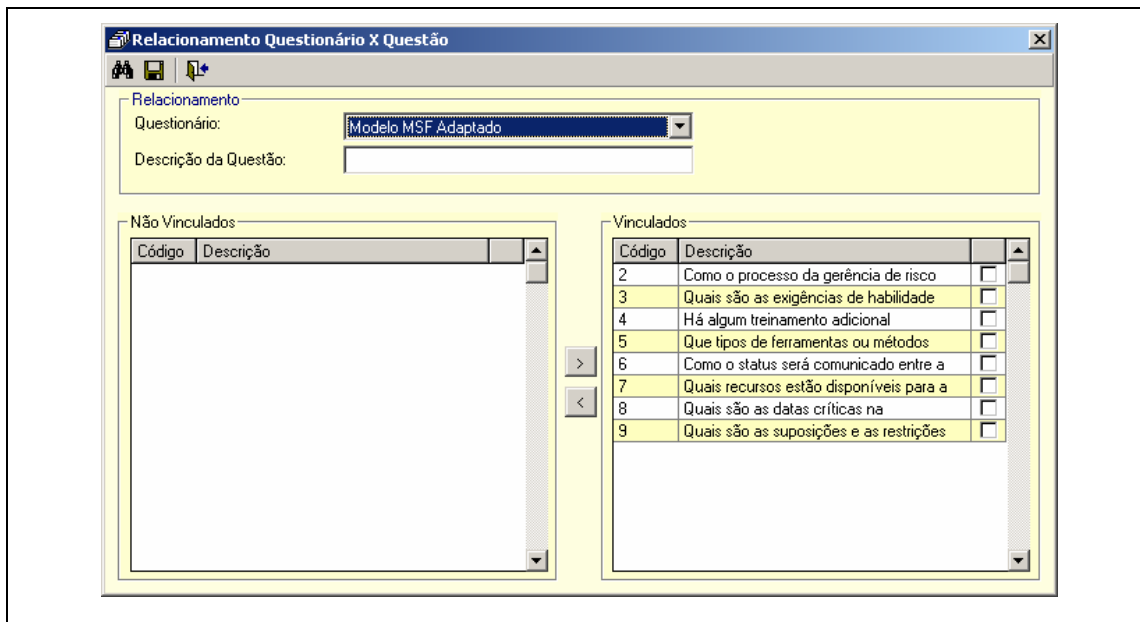 Relacionamento Questionário X Questão
Relacionamento
Questionário:
Modelo MSF Adaptado
Descrição da Questão:
Não Vinculados
Código Descrição
>
<
Vinculados
Código Descrição
2 Como o processo da gerência de risco
3 Quais são as exigências de habilidade
4 Há algum treinamento adicional
5 Que tipos de ferramentas ou métodos
6 Como o status será comunicado entre a
7 Quais recursos estão disponíveis para a
8 Quais são as datas críticas na
9 Quais são as suposições e as restrições